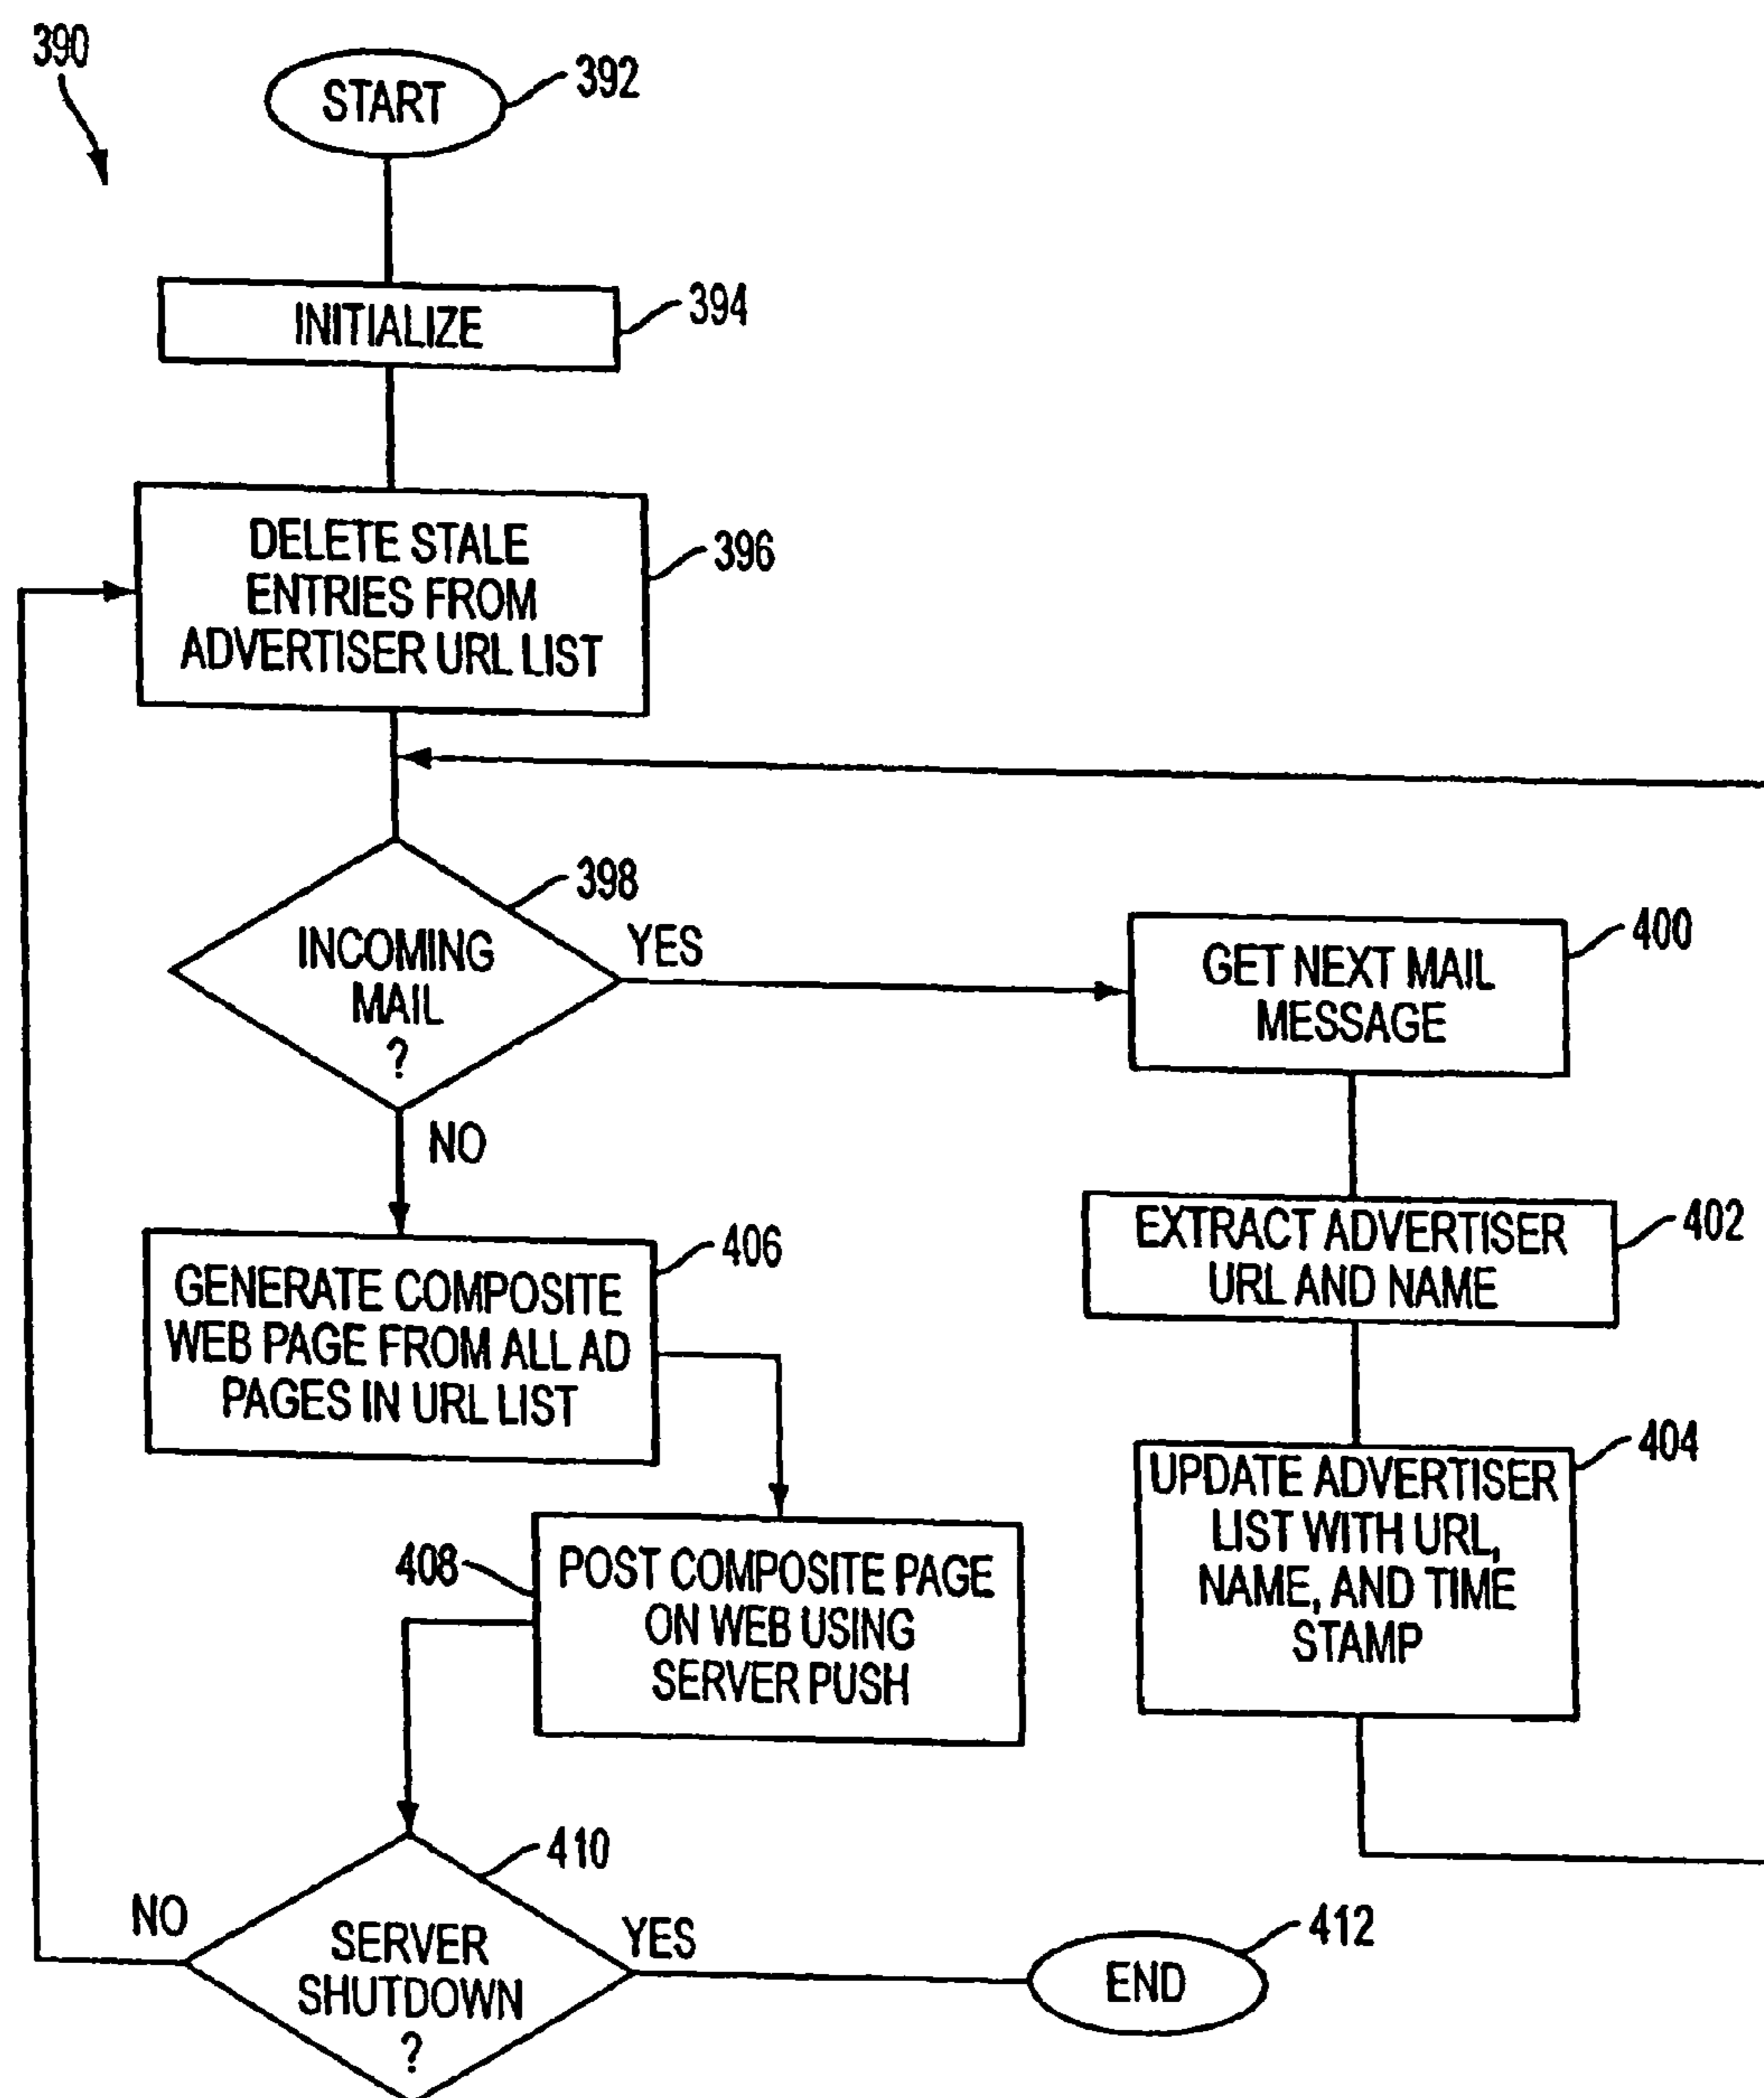 390
START
392
INITIALIZE
394
DELETE STALE
ENTRIES FROM
ADVERTISER URL LIST
396
INCOMING
MAIL
?
398
YES
NO
GET NEXT MAIL
MESSAGE
400
EXTRACT ADVERTISER
URL AND NAME
402
UPDATE ADVERTISER
LIST WITH URL,
NAME, AND TIME
STAMP
404
GENERATE COMPOSITE
WEB PAGE FROM ALL AD
PAGES IN URL LIST
406
408
POST COMPOSITE PAGE
ON WEB USING
SERVER PUSH
410
SERVER
SHUTDOWN
?
NO
YES
END
412